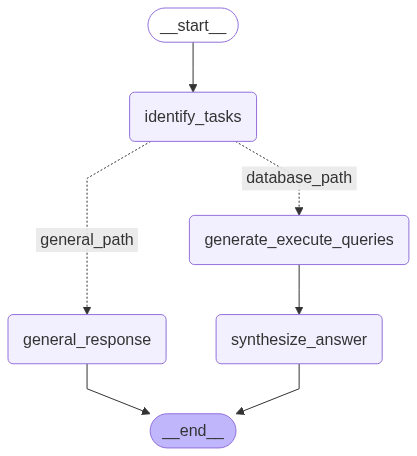 __start__
identify_tasks
database_path
general_path
generate_execute_queries
general_response
synthesize_answer
__end__